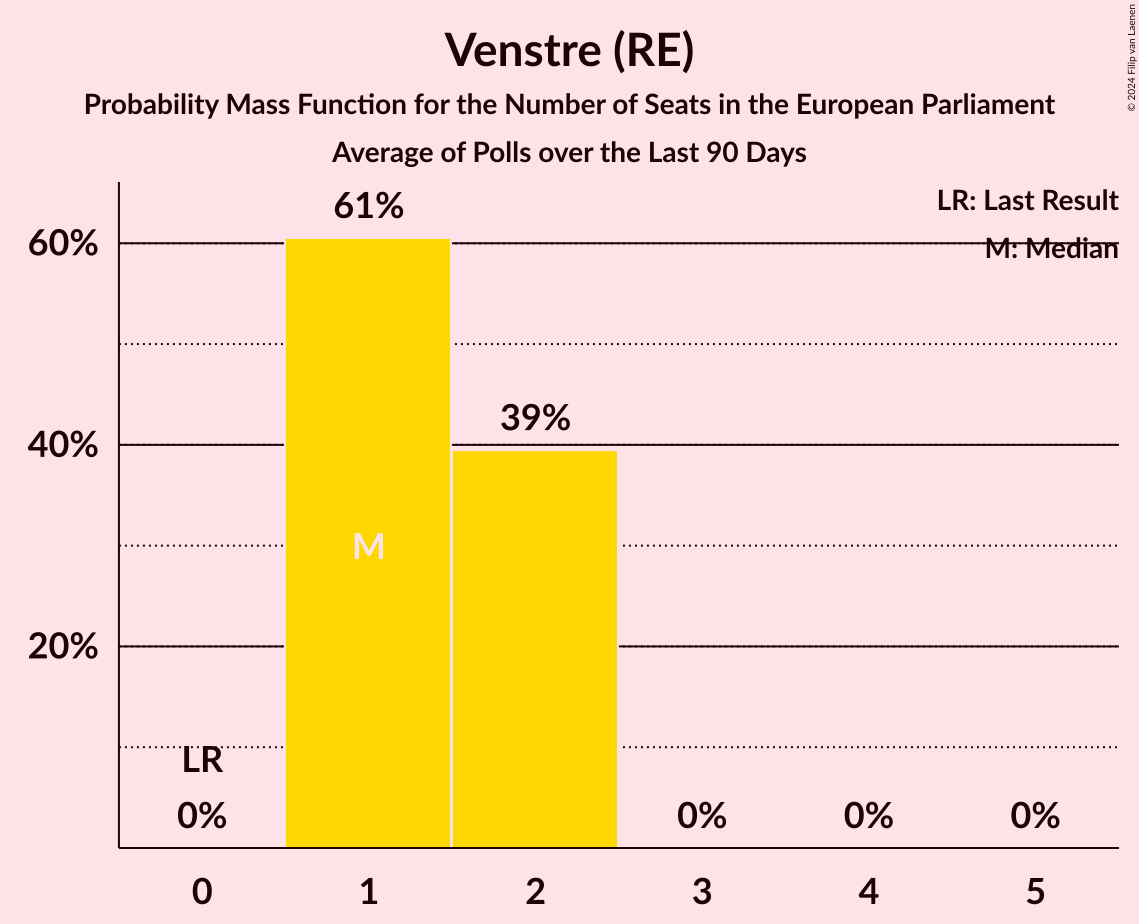 Venstre (RE)
Probability Mass Function for the Number of Seats in the European Parliament
Average of Polls over the Last 90 Days
© 2024 Filip van Laenen
LR: Last Result
M: Median
61%
60%
39%
40%
M
20%
LR
0%
0%
0%
0%
0 1 2 3 4 5